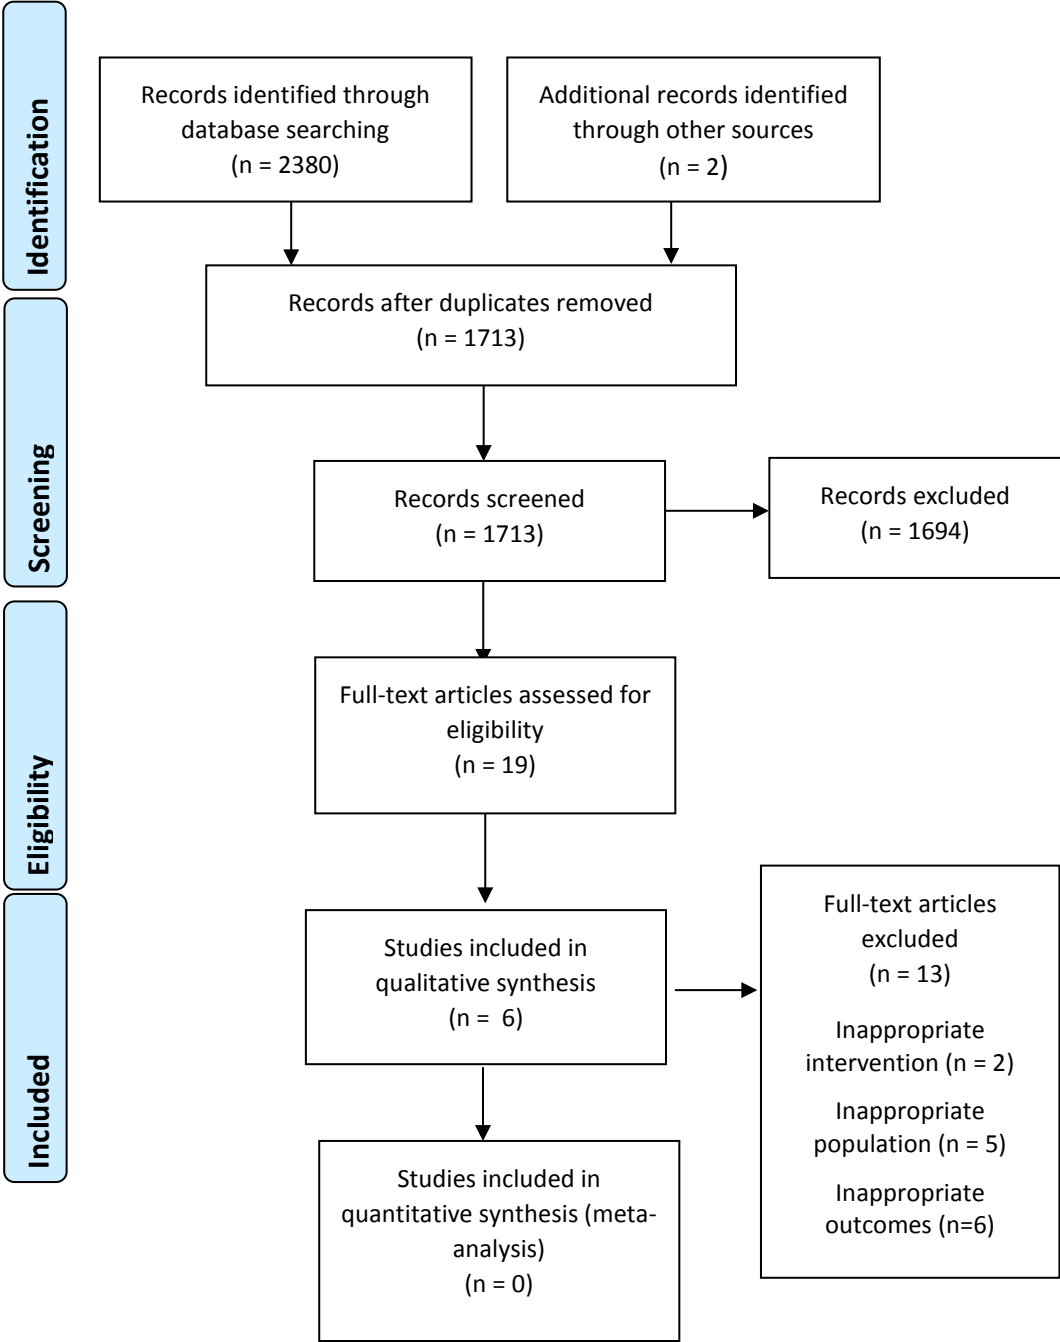 Identification
Records identified through
database searching
(n = 2380)
Additional records identified
through other sources
(n = 2)
Records after duplicates removed
(n = 1713)
Screening
Records screened
(n = 1713)
Records excluded
(n = 1694)
Eligibility
Full-text articles assessed for
eligibility
(n = 19)
Included
Studies included in
qualitative synthesis
(n = 6)
Full-text articles
excluded
(n = 13)
Inappropriate
intervention (n = 2)
Inappropriate
population (n = 5)
Inappropriate
outcomes (n=6)
Studies included in
quantitative synthesis (meta-
analysis)
(n = 0)